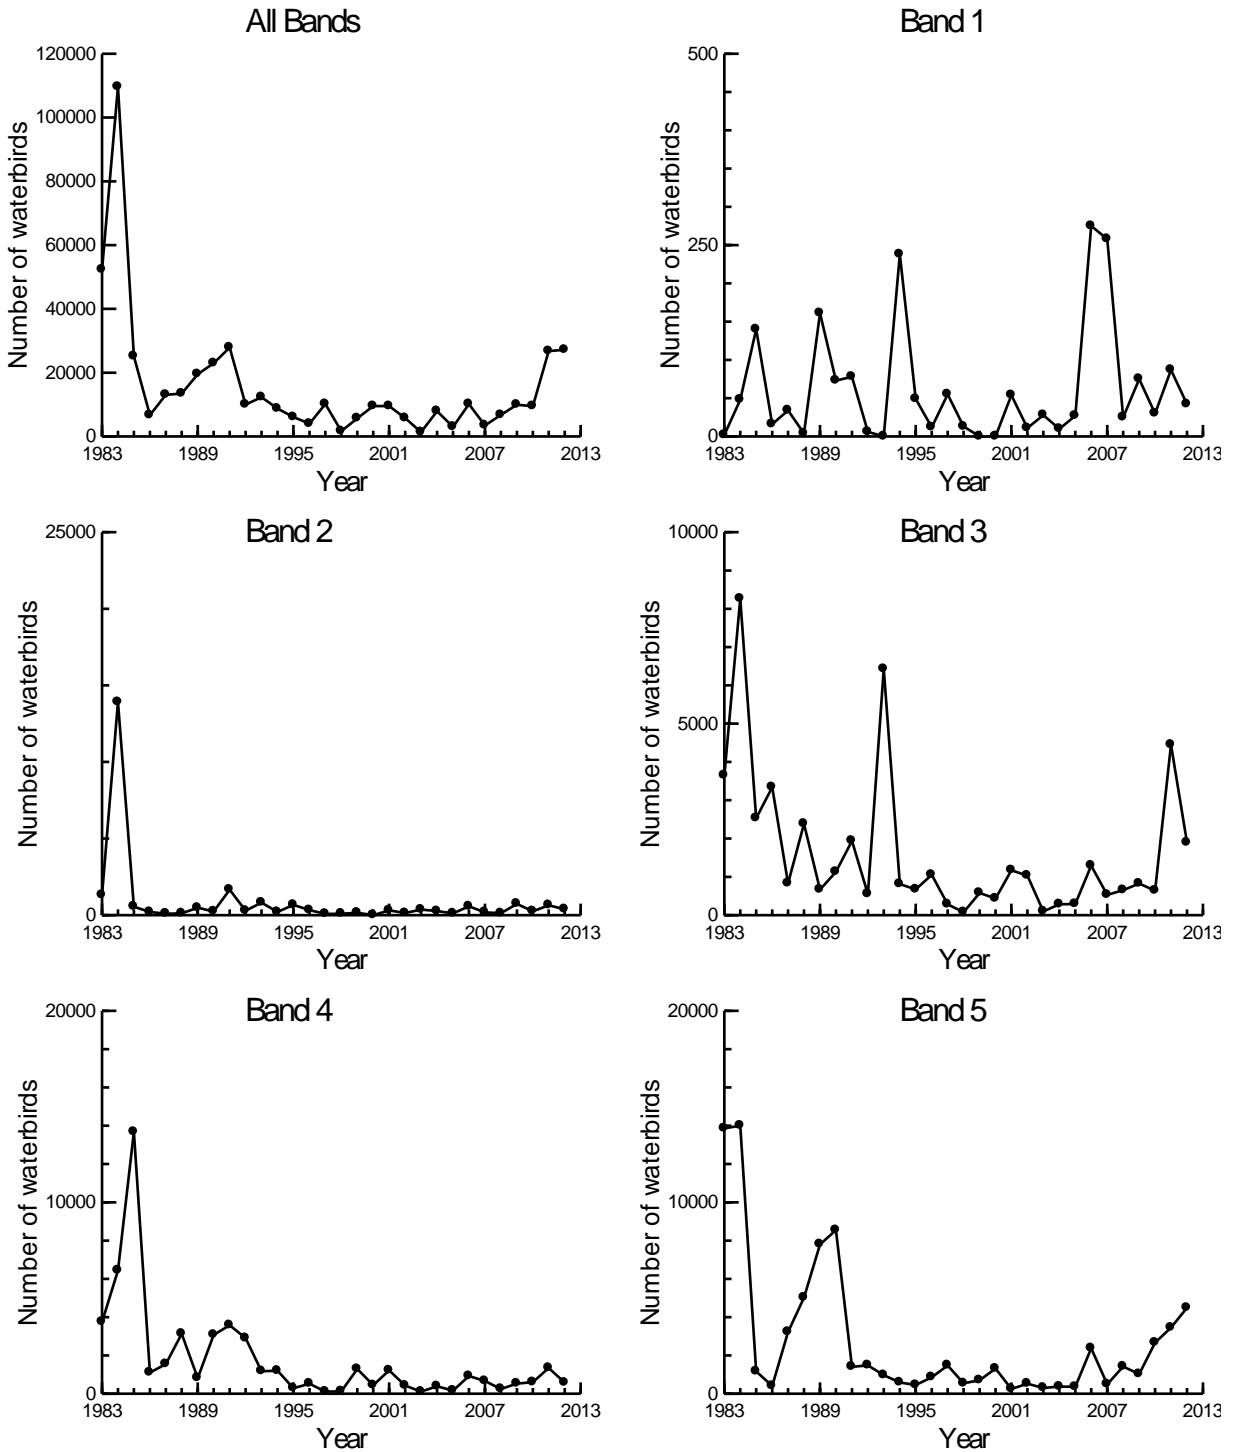 All Bands
Number of waterbirds
120000
100000
80000
60000
40000
20000
0
1983 1989 1995 2001 2007 2013
Year
Band 1
Number of waterbirds
500
250
0
1983 1989 1995 2001 2007 2013
Year
Band 2
Number of waterbirds
25000
0
1983 1989 1995 2001 2007 2013
Year
Band 3
Number of waterbirds
10000
5000
0
1983 1989 1995 2001 2007 2013
Year
Band 4
Number of waterbirds
20000
10000
0
1983 1989 1995 2001 2007 2013
Year
Band 5
Number of waterbirds
20000
10000
0
1983 1989 1995 2001 2007 2013
Year